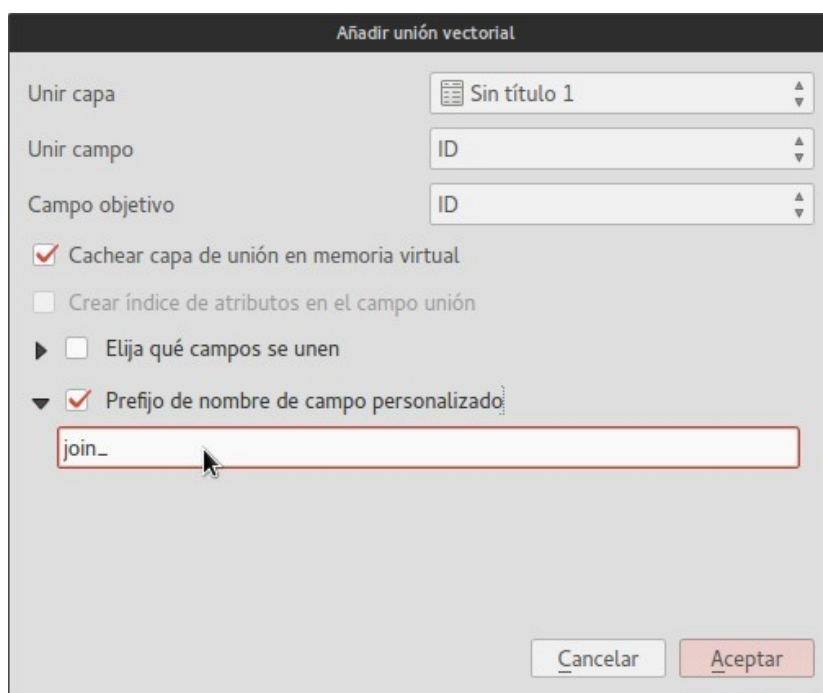 Añadir unión vectorial
Unir capa Sin título 1
Unir campo ID
Campo objetivo ID
Cachear capa de unión en memoria virtual
Crear índice de atributos en el campo unión
Elija qué campos se unen
Prefijo de nombre de campo personalizado
join_
Cancelar Aceptar